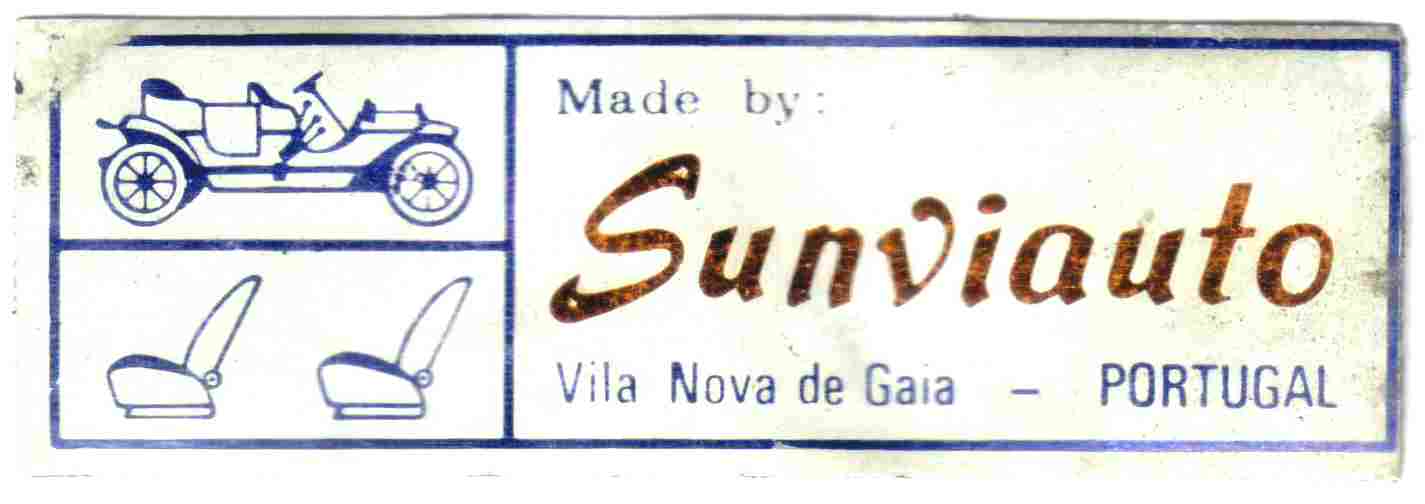 Made by:
Sunviauto
Vila Nova de Gaia – PORTUGAL